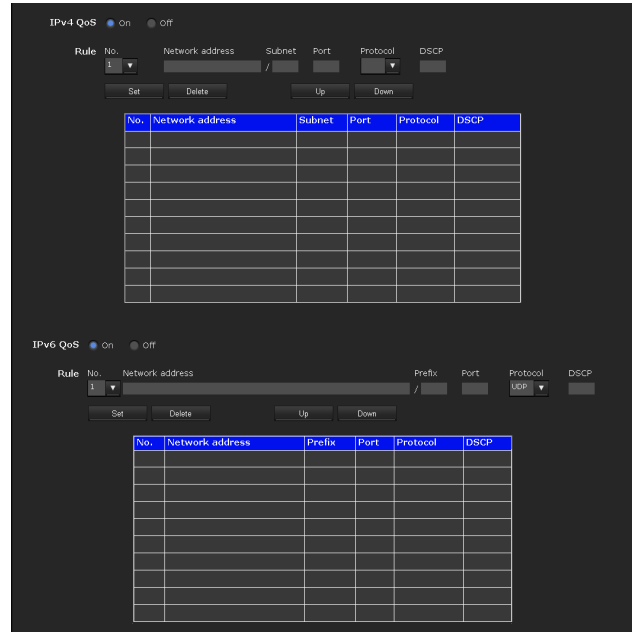 IPv4 QoS On Off
Rule No. Network address Subnet Port Protocol DSCP
1 /
Set Delete Up Down
No. Network address Subnet Port Protocol DSCP
IPv6 QoS On Off
Rule No. Network address Prefix Port Protocol DSCP
1 / UDP
Set Delete Up Down
No. Network address Prefix Port Protocol DSCP